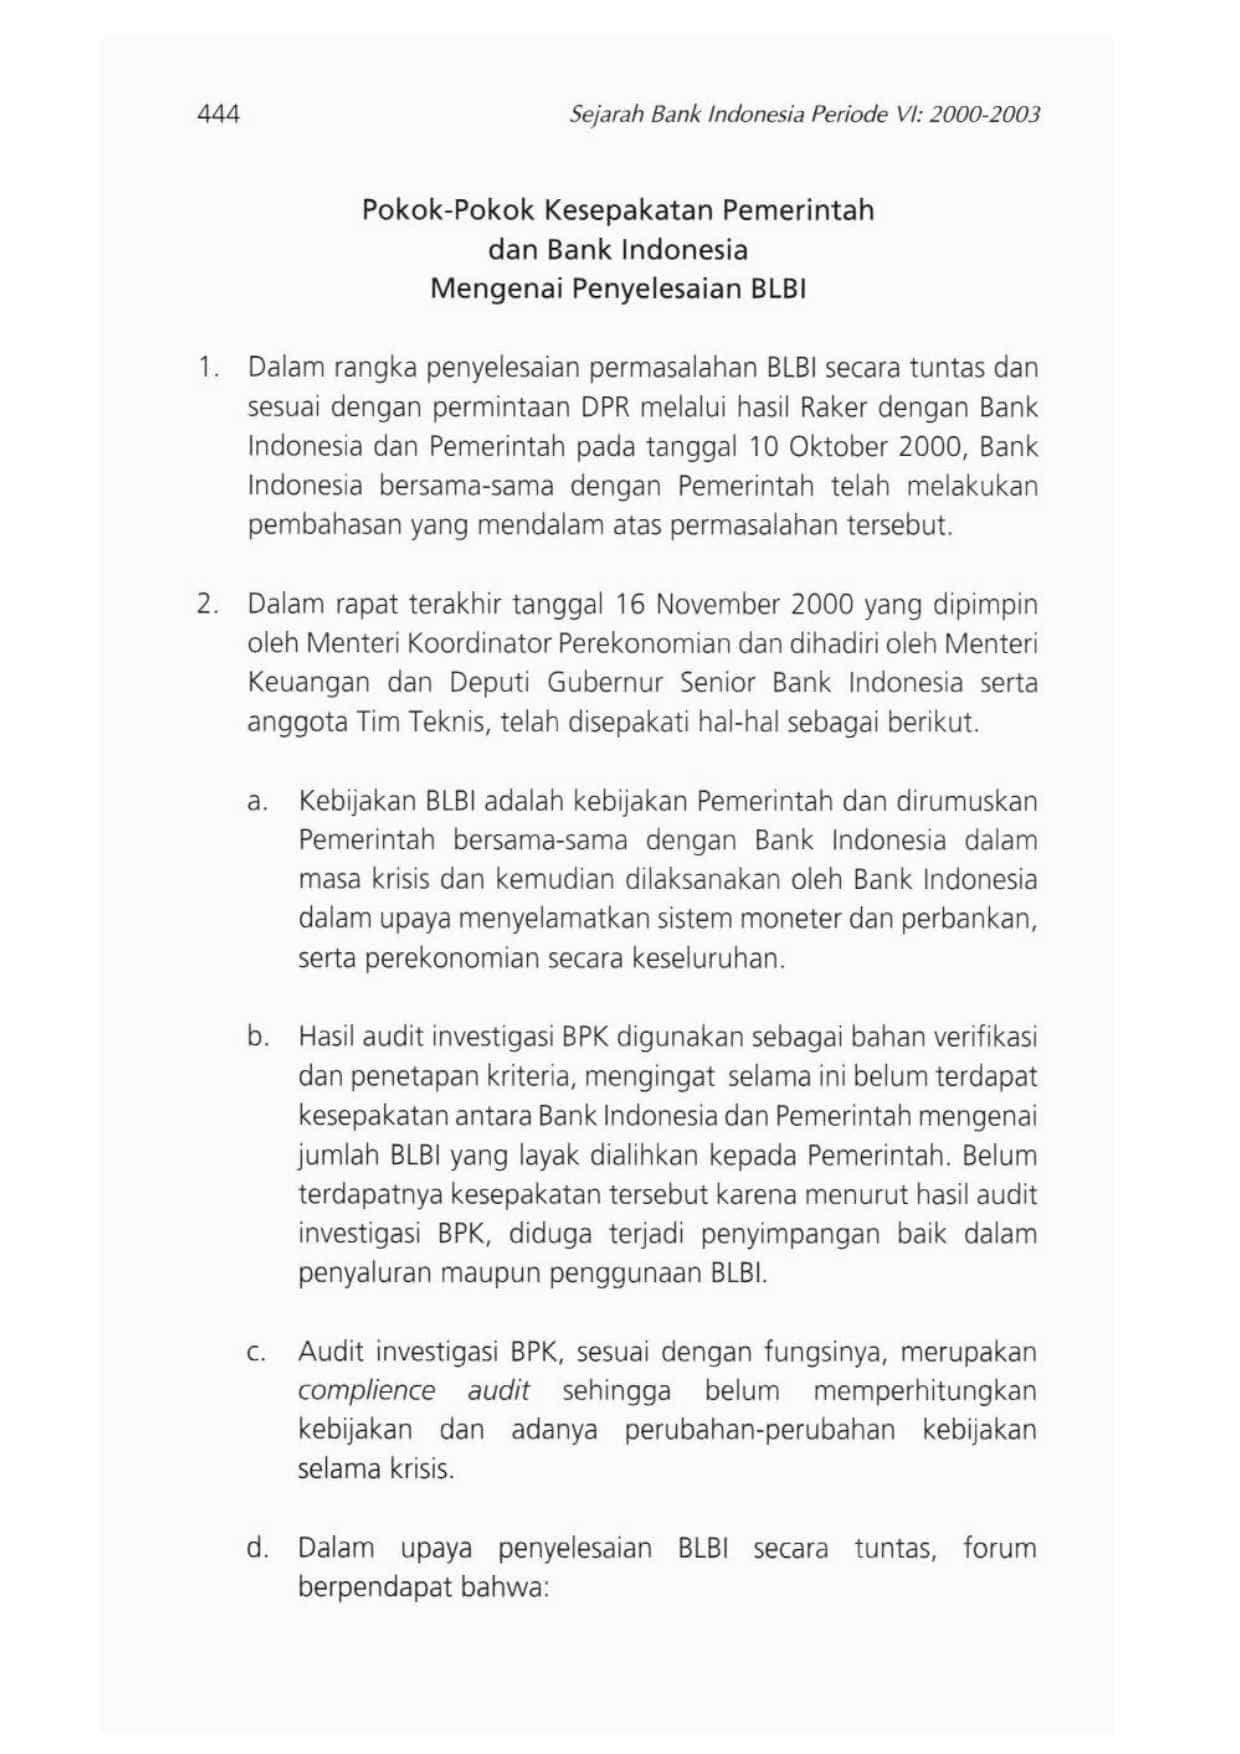 444 Sejarah Bank Indonesia Periode VI: 2000-2003
Pokok-Pokok Kesepakatan Pemerintah
dan Bank Indonesia
Mengenai Penyelesaian BLBI
1. Dalam rangka penyelesaian permasalahan BLBI secara tuntas dan
sesuai dengan permintaan DPR melalui hasil Raker dengan Bank
Indonesia dan Pemerintah pada tanggal 10 Oktober 2000, Bank
Indonesia bersama-sama dengan Pemerintah telah melakukan
pembahasan yang mendalam atas permasalahan tersebut.
2. Dalam rapat terakhir tanggal 16 November 2000 yang dipimpin
oleh Menteri Koordinator Perekonomian dan dihadiri oleh Menteri
Keuangan dan Deputi Gubernur Senior Bank Indonesia serta
anggota Tim Teknis, telah disepakati hal-hal sebagai berikut.
a. Kebijakan BLBI adalah kebijakan Pemerintah dan dirumuskan
Pemerintah bersama-sama dengan Bank Indonesia dalam
masa krisis dan kemudian dilaksanakan oleh Bank Indonesia
dalam upaya menyelamatkan sistem moneter dan perbankan,
serta perekonomian secara keseluruhan.
b. Hasil audit investigasi BPK digunakan sebagai bahan verifikasi
dan penetapan kriteria, mengingat selama ini belum terdapat
kesepakatan antara Bank Indonesia dan Pemerintah mengenai
jumlah BLBI yang layak dialihkan kepada Pemerintah. Belum
terdapatnya kesepakatan tersebut karena menurut hasil audit
investigasi BPK, diduga terjadi penyimpangan baik dalam
penyaluran maupun penggunaan BLBI.
c. Audit investigasi BPK, sesuai dengan fungsinya, merupakan
complience audit sehingga belum memperhitungkan
kebijakan dan adanya perubahan-perubahan kebijakan
selama krisis.
d. Dalam upaya penyelesaian BLBI secara tuntas, forum
berpendapat bahwa: